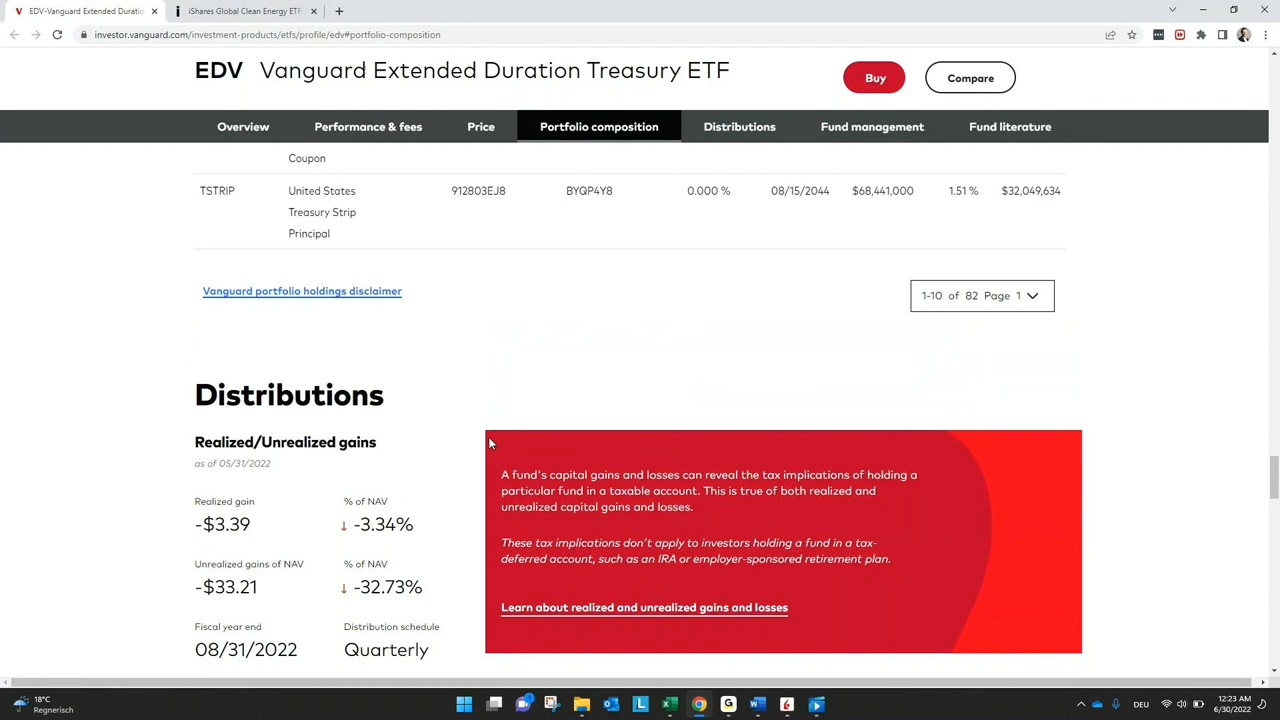 EDV-Vanguard Extended Duratio
iShares Global Clean Energy ETF
investor.vanguard.com/investment-products/etfs/profile/edv#portfolio-composition
EDV Vanguard Extended Duration Treasury ETF
Buy
Compare
Overview
Performance & fees
Price
Portfolio composition
Distributions
Fund management
Fund literature
Coupon
TSTRIP United States 912803EJ8 BYQP4Y8 0.000 % 08/15/2044 $68,441,000 1.51 % $32,049,634
Treasury Strip
Principal
Vanguard portfolio holdings disclaimer
1-10 of 82 Page 1
Distributions
Realized/Unrealized gains
as of 05/31/2022
Realized gain % of NAV
-$3.39 ↓ -3.34%
Unrealized gains of NAV % of NAV
-$33.21 ↓ -32.73%
Fiscal year end Distribution schedule
08/31/2022 Quarterly
A fund's capital gains and losses can reveal the tax implications of holding a
particular fund in a taxable account. This is true of both realized and
unrealized capital gains and losses.
These tax implications don't apply to investors holding a fund in a tax-
deferred account, such as an IRA or employer-sponsored retirement plan.
Learn about realized and unrealized gains and losses
18°C
Regnerisch
DEU
12:23 AM
6/30/2022